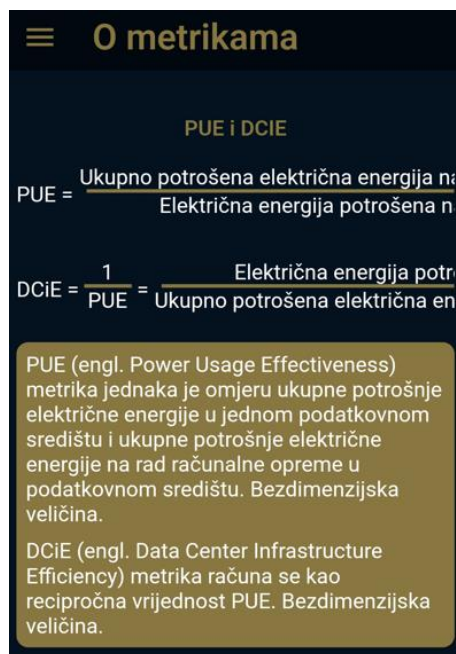 O metrikama
PUE i DCIE
PUE = Ukupno potrošena električna energija
Električna energija potrošena
DCiE = 1 / PUE = Električna energija
Ukupno potrošena električna
PUE (engl. Power Usage Effectiveness)
metrika jednaka je omjeru ukupne potrošnje
električne energije u jednom podatkovnom
središtu i ukupne potrošnje električne
energije na rad računalne opreme u
podatkovnom središtu. Bezdimenzijska
veličina.
DCiE (engl. Data Center Infrastructure
Efficiency) metrika računa se kao
recipročna vrijednost PUE. Bezdimenzijska
veličina.